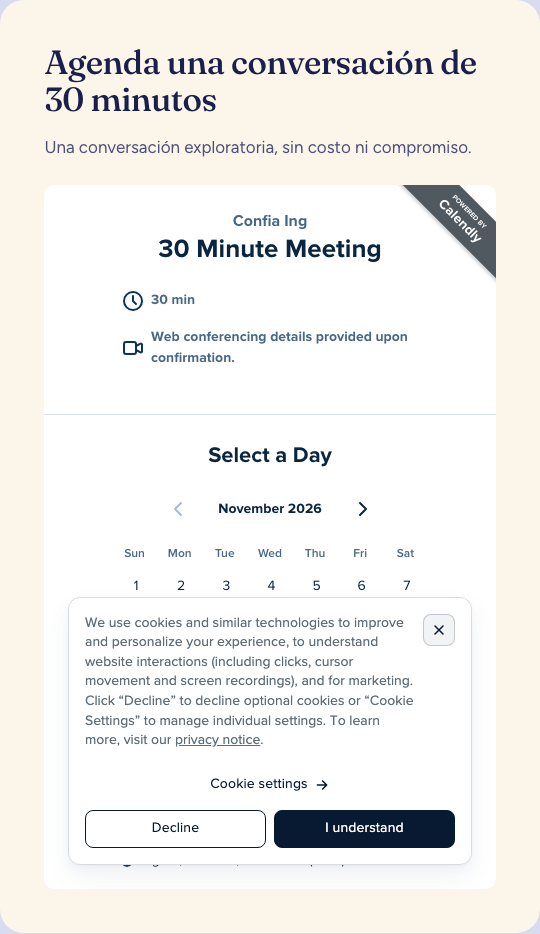 Agenda una conversación de
30 minutos
Una conversación exploratoria, sin costo ni compromiso.
POWERED BY
Calendly
Confia Ing
30 Minute Meeting
30 min
Web conferencing details provided upon
confirmation.
Select a Day
November 2026
Sun Mon Tue Wed Thu Fri Sat
1 2 3 4 5 6 7
We use cookies and similar technologies to improve
and personalize your experience, to understand
website interactions (including clicks, cursor
movement and screen recordings), and for marketing.
Click “Decline” to decline optional cookies or “Cookie
Settings” to manage individual settings. To learn
more, visit our privacy notice.
Cookie settings
Decline
I understand